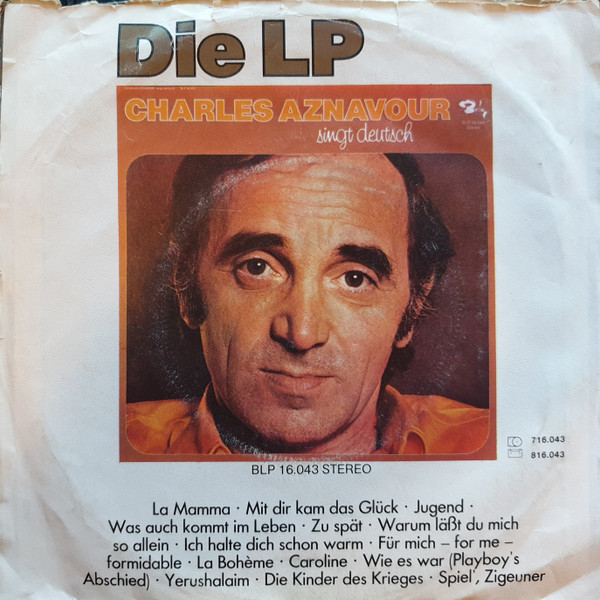 Die LP
CHARLES AZNAVOUR
singt deutsch
716.043
816.043
BLP 16.043 STEREO
La Mamma · Mit dir kam das Glück · Jugend ·
Was auch kommt im Leben · Zu spät · Warum läßt du mich
so allein · Ich halte dich schon warm · Für mich – for me –
formidable · La Bohème · Caroline · Wie es war (Playboy's
Abschied) · Yerushalaim · Die Kinder des Krieges · Spiel', Zigeuner